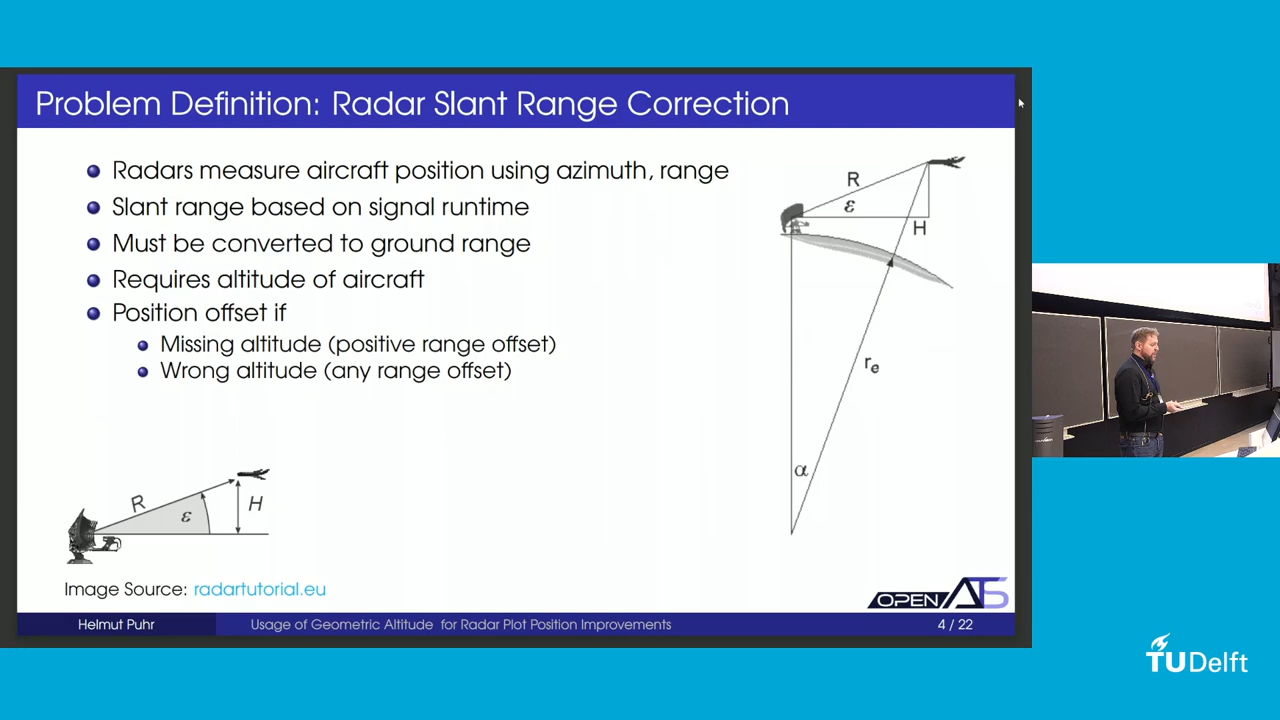 Problem Definition: Radar Slant Range Correction
Radars measure aircraft position using azimuth, range
Slant range based on signal runtime
Must be converted to ground range
Requires altitude of aircraft
Position offset if
Missing altitude (positive range offset)
Wrong altitude (any range offset)
R
ε
H
rₑ
α
R
ε
H
Image Source: radartutorial.eu
OPEN ATS
Helmut Puhr
Usage of Geometric Altitude for Radar Plot Position Improvements
4 / 22
TUDelft